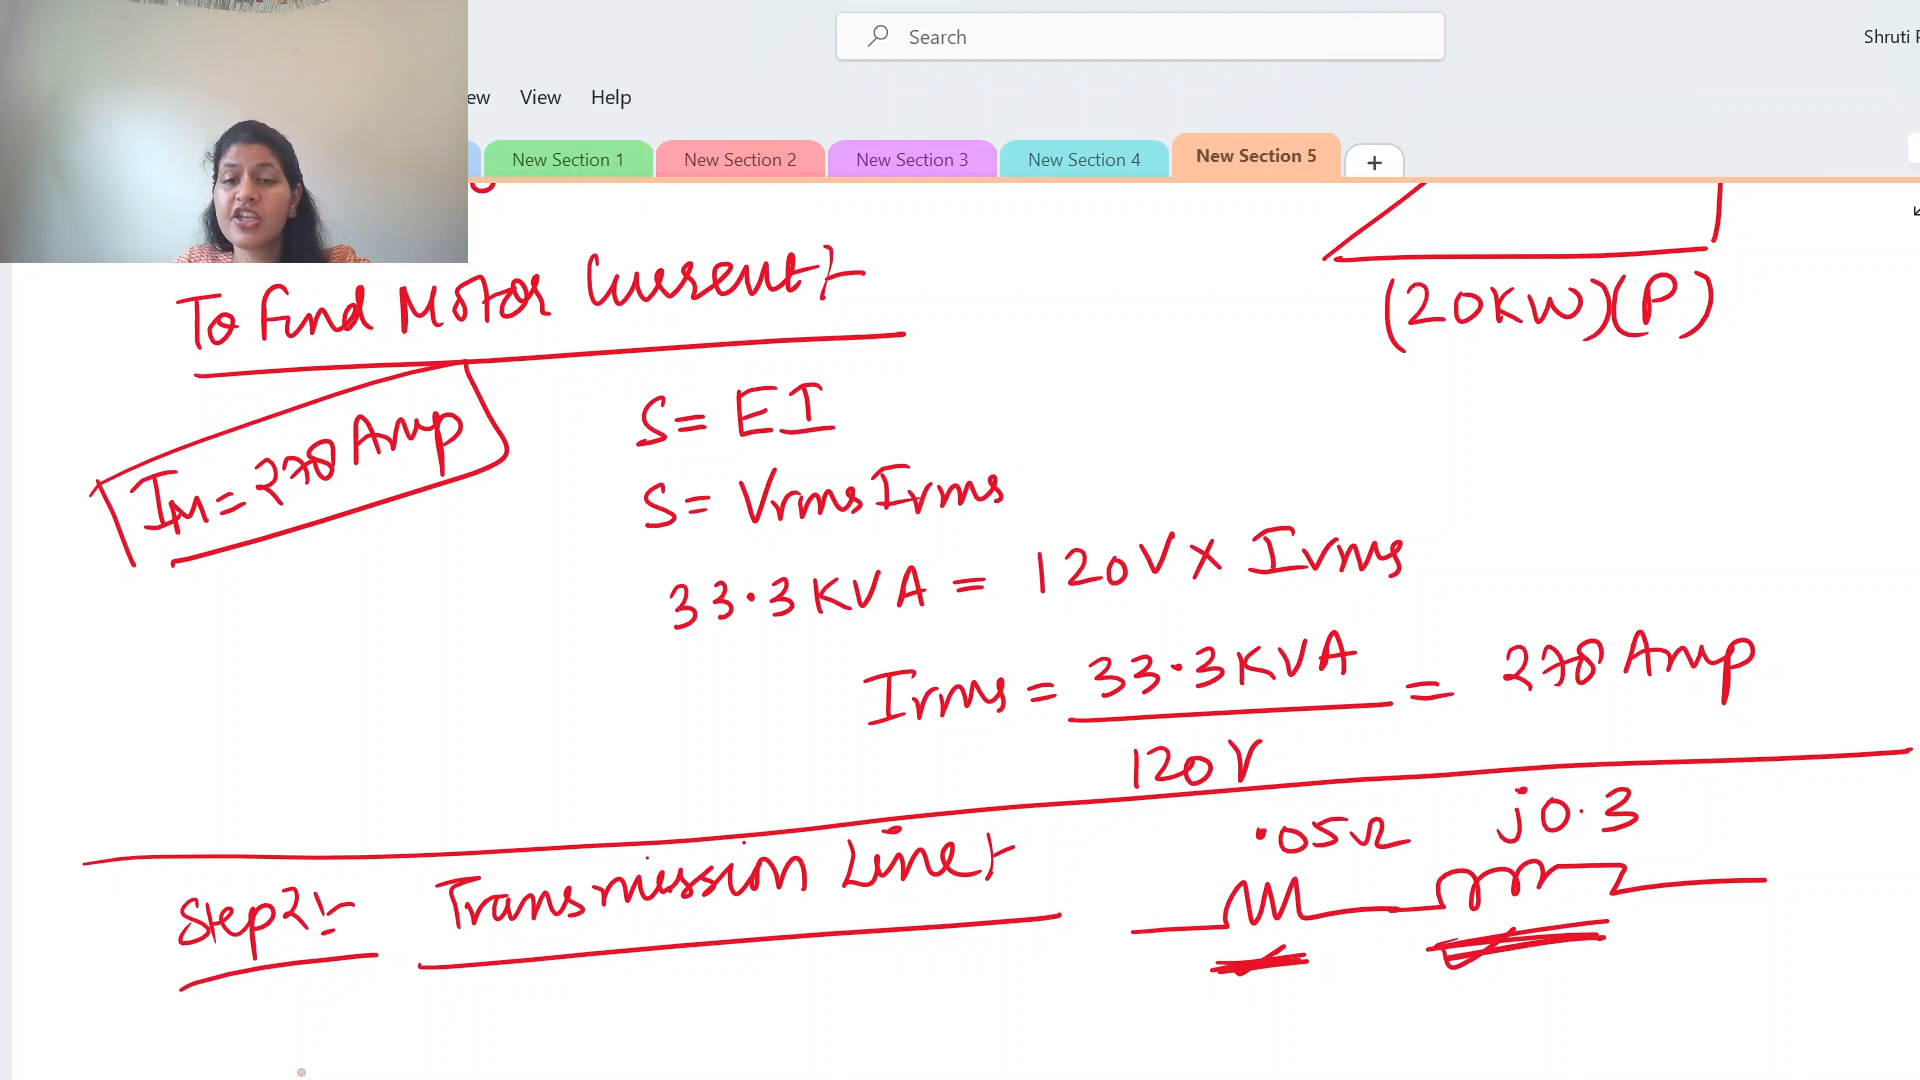 Search
Shruti
ew View Help
New Section 1 New Section 2 New Section 3 New Section 4 New Section 5 +
To Find Motor Current:-
(20KW)(P)
IM = 278 Amp
S = EI
S = Vrms Irms
33.3 KVA = 120V X Irms
Irms = 33.3 KVA / 120V = 278 Amp
.05Ω j0.3
Step2:- Transmission Line:-